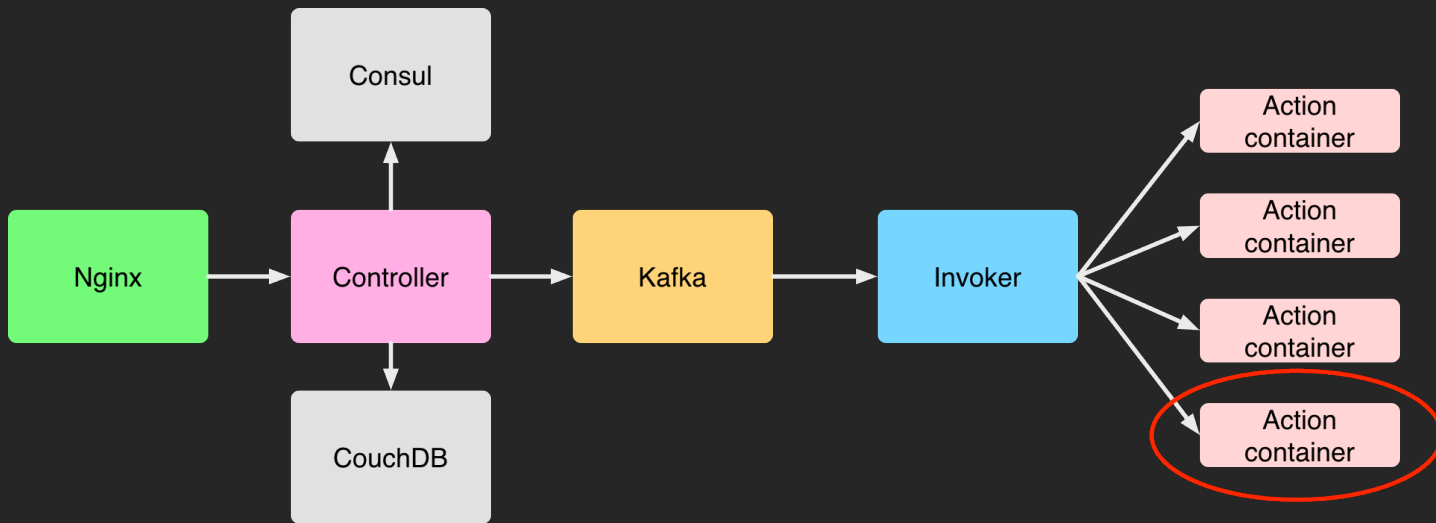 Consul
Action
container
Action
container
Nginx
Controller
Kafka
Invoker
Action
container
Action
container
CouchDB